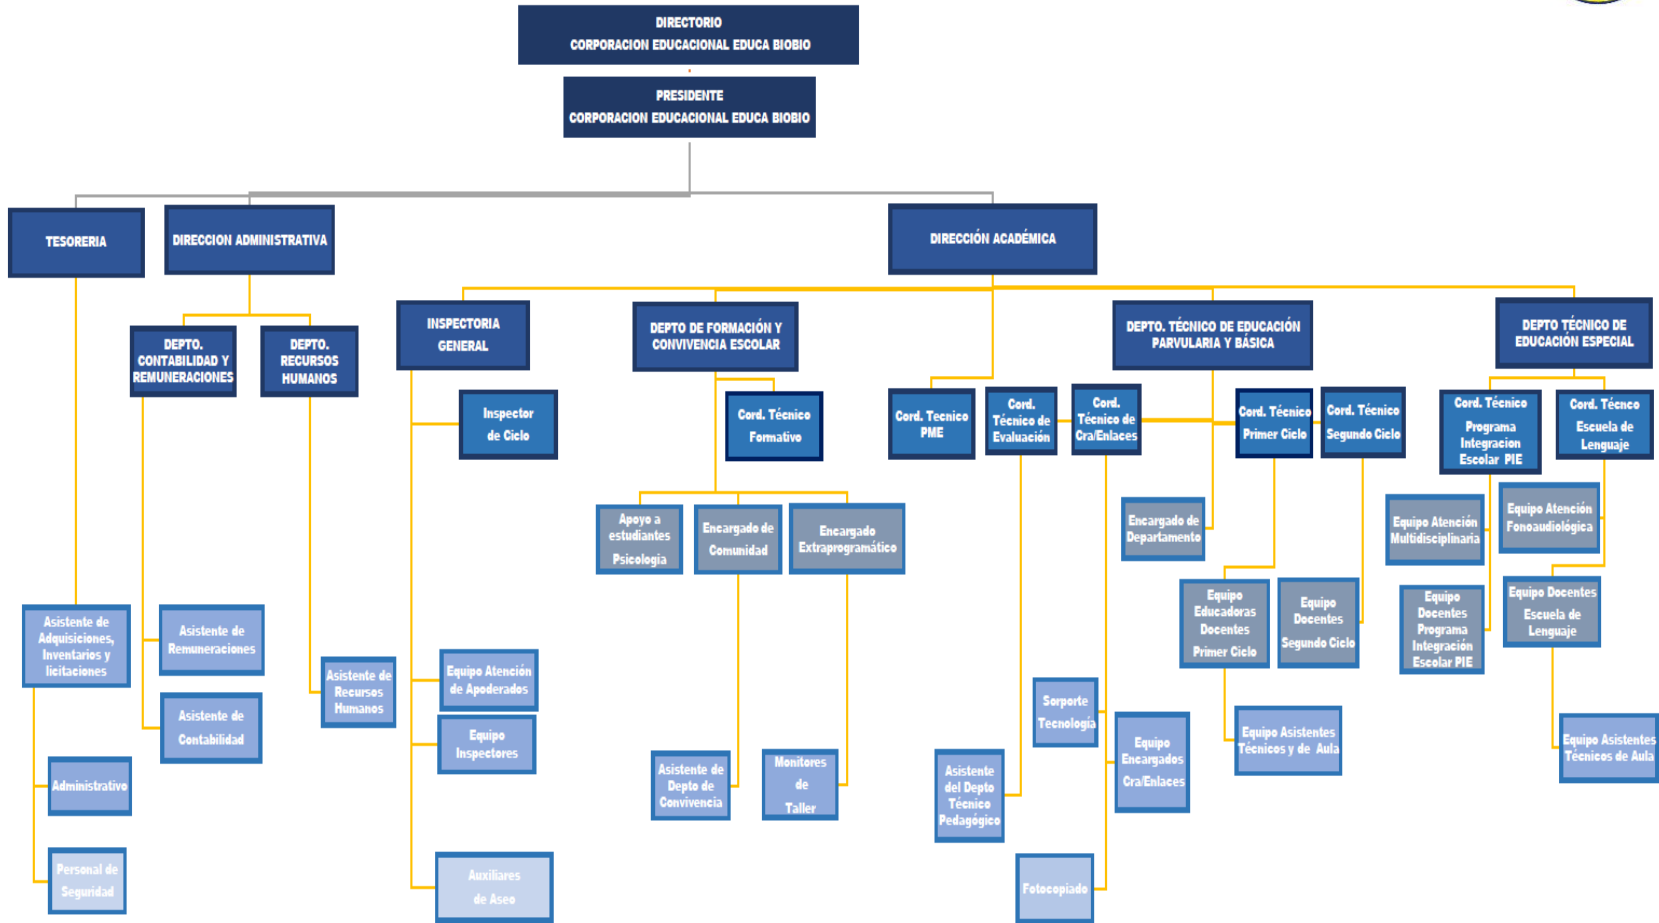 DIRECTORIO
CORPORACION EDUCACIONAL EDUCA BIOBIO
PRESIDENTE
CORPORACION EDUCACIONAL EDUCA BIOBIO
TESORERIA
DIRECCION ADMINISTRATIVA
DIRECCIÓN ACADÉMICA
DEPTO.
CONTABILIDAD Y
REMUNERACIONES
DEPTO.
RECURSOS
HUMANOS
INSPECTORIA
GENERAL
DEPTO DE FORMACIÓN Y
CONVIVENCIA ESCOLAR
DEPTO. TÉCNICO DE EDUCACIÓN
PARVULARIA Y BÁSICA
DEPTO TÉCNICO DE
EDUCACIÓN ESPECIAL
Inspector
de Ciclo
Cord. Técnico
Formativo
Cord. Tecnico
PME
Cord.
Técnico de
Evaluación
Cord.
Técnico de
Cra/Enlaces
Cord. Técnico
Primer Ciclo
Cord. Técnico
Segundo Ciclo
Cord. Técnico
Programa
Integracion
Escolar PIE
Cord. Técnco
Escuela de
Lenguaje
Apoyo a
estudiantes
Psicologia
Encargado de
Comunidad
Encargado
Extraprogramático
Encargado de
Departamento
Equipo Atención
Multidisciplinaria
Equipo Atención
Fonoaudiológica
Equipo
Educadoras
Docentes
Primer Ciclo
Equipo
Docentes
Segundo Ciclo
Equipo
Docentes
Programa
Integración
Escolar PIE
Equipo Docentes
Escuela de
Lenguaje
Asistente de
Adquisiciones,
Inventarios y
licitaciones
Asistente de
Remuneraciones
Asistente de
Recursos
Humanos
Equipo Atención
de Apoderados
Asistente de
Contabilidad
Equipo
Inspectores
Sorporte
Tecnología
Equipo
Encargados
Cra/Enlaces
Equipo Asistentes
Técnicos y de Aula
Equipo Asistentes
Técnicos de Aula
Administrativo
Asistente de
Depto de
Convivencia
Monitores
de
Taller
Asistente
del Depto
Técnico
Pedagógico
Personal de
Seguridad
Auxiliares
de Aseo
Fotocopiado